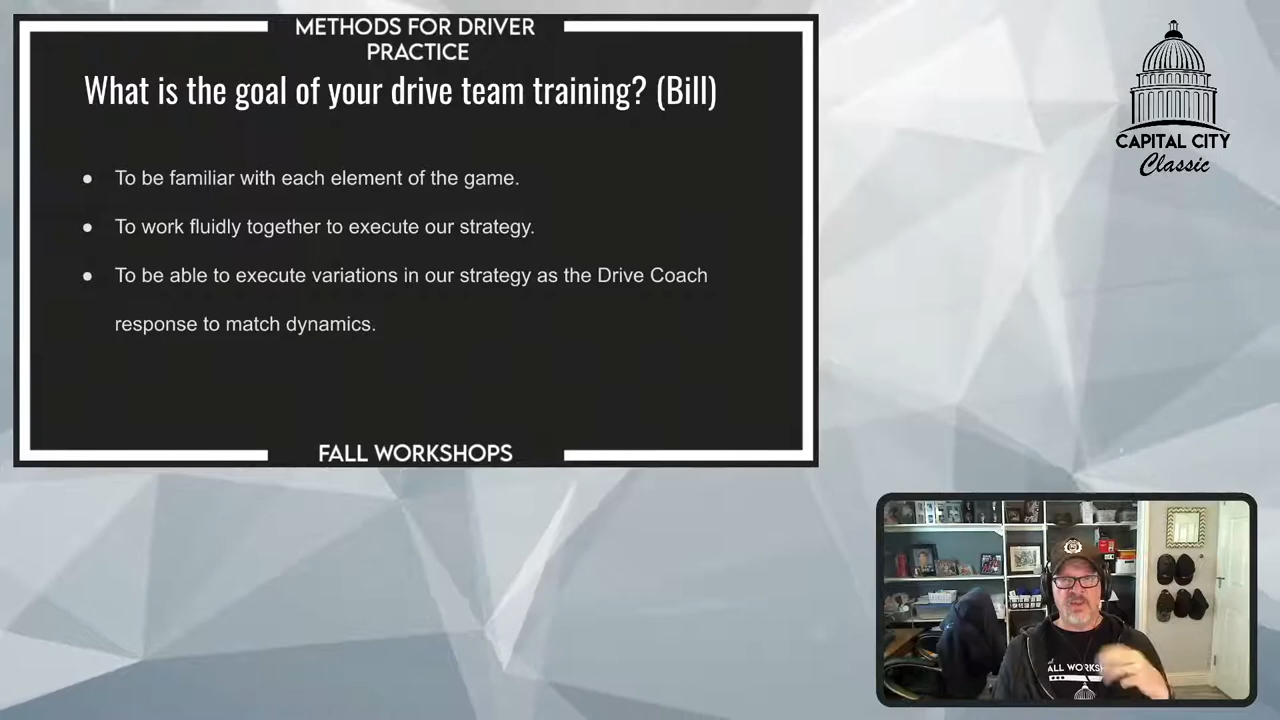 METHODS FOR DRIVER
PRACTICE
What is the goal of your drive team training? (Bill)
● To be familiar with each element of the game.
● To work fluidly together to execute our strategy.
● To be able to execute variations in our strategy as the Drive Coach
response to match dynamics.
FALL WORKSHOPS
CAPITAL CITY
Classic
ALL WORKSH